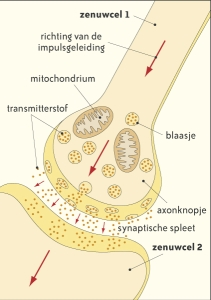 zenuwcel 1
richting van de
impulsgeleiding
mitochondrium
transmitterstof
blaasje
axonknopje
synaptische spleet
zenuwcel 2